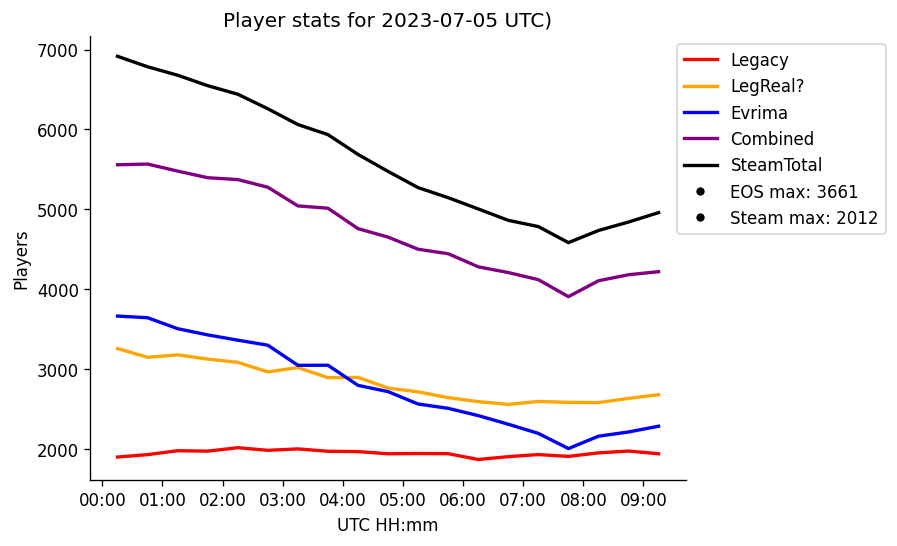 Player stats for 2023-07-05 UTC)
7000
6000
5000
4000
3000
2000
Players
00:00 01:00 02:00 03:00 04:00 05:00 06:00 07:00 08:00 09:00
UTC HH:mm
Legacy
LegReal?
Evrima
Combined
SteamTotal
EOS max: 3661
Steam max: 2012